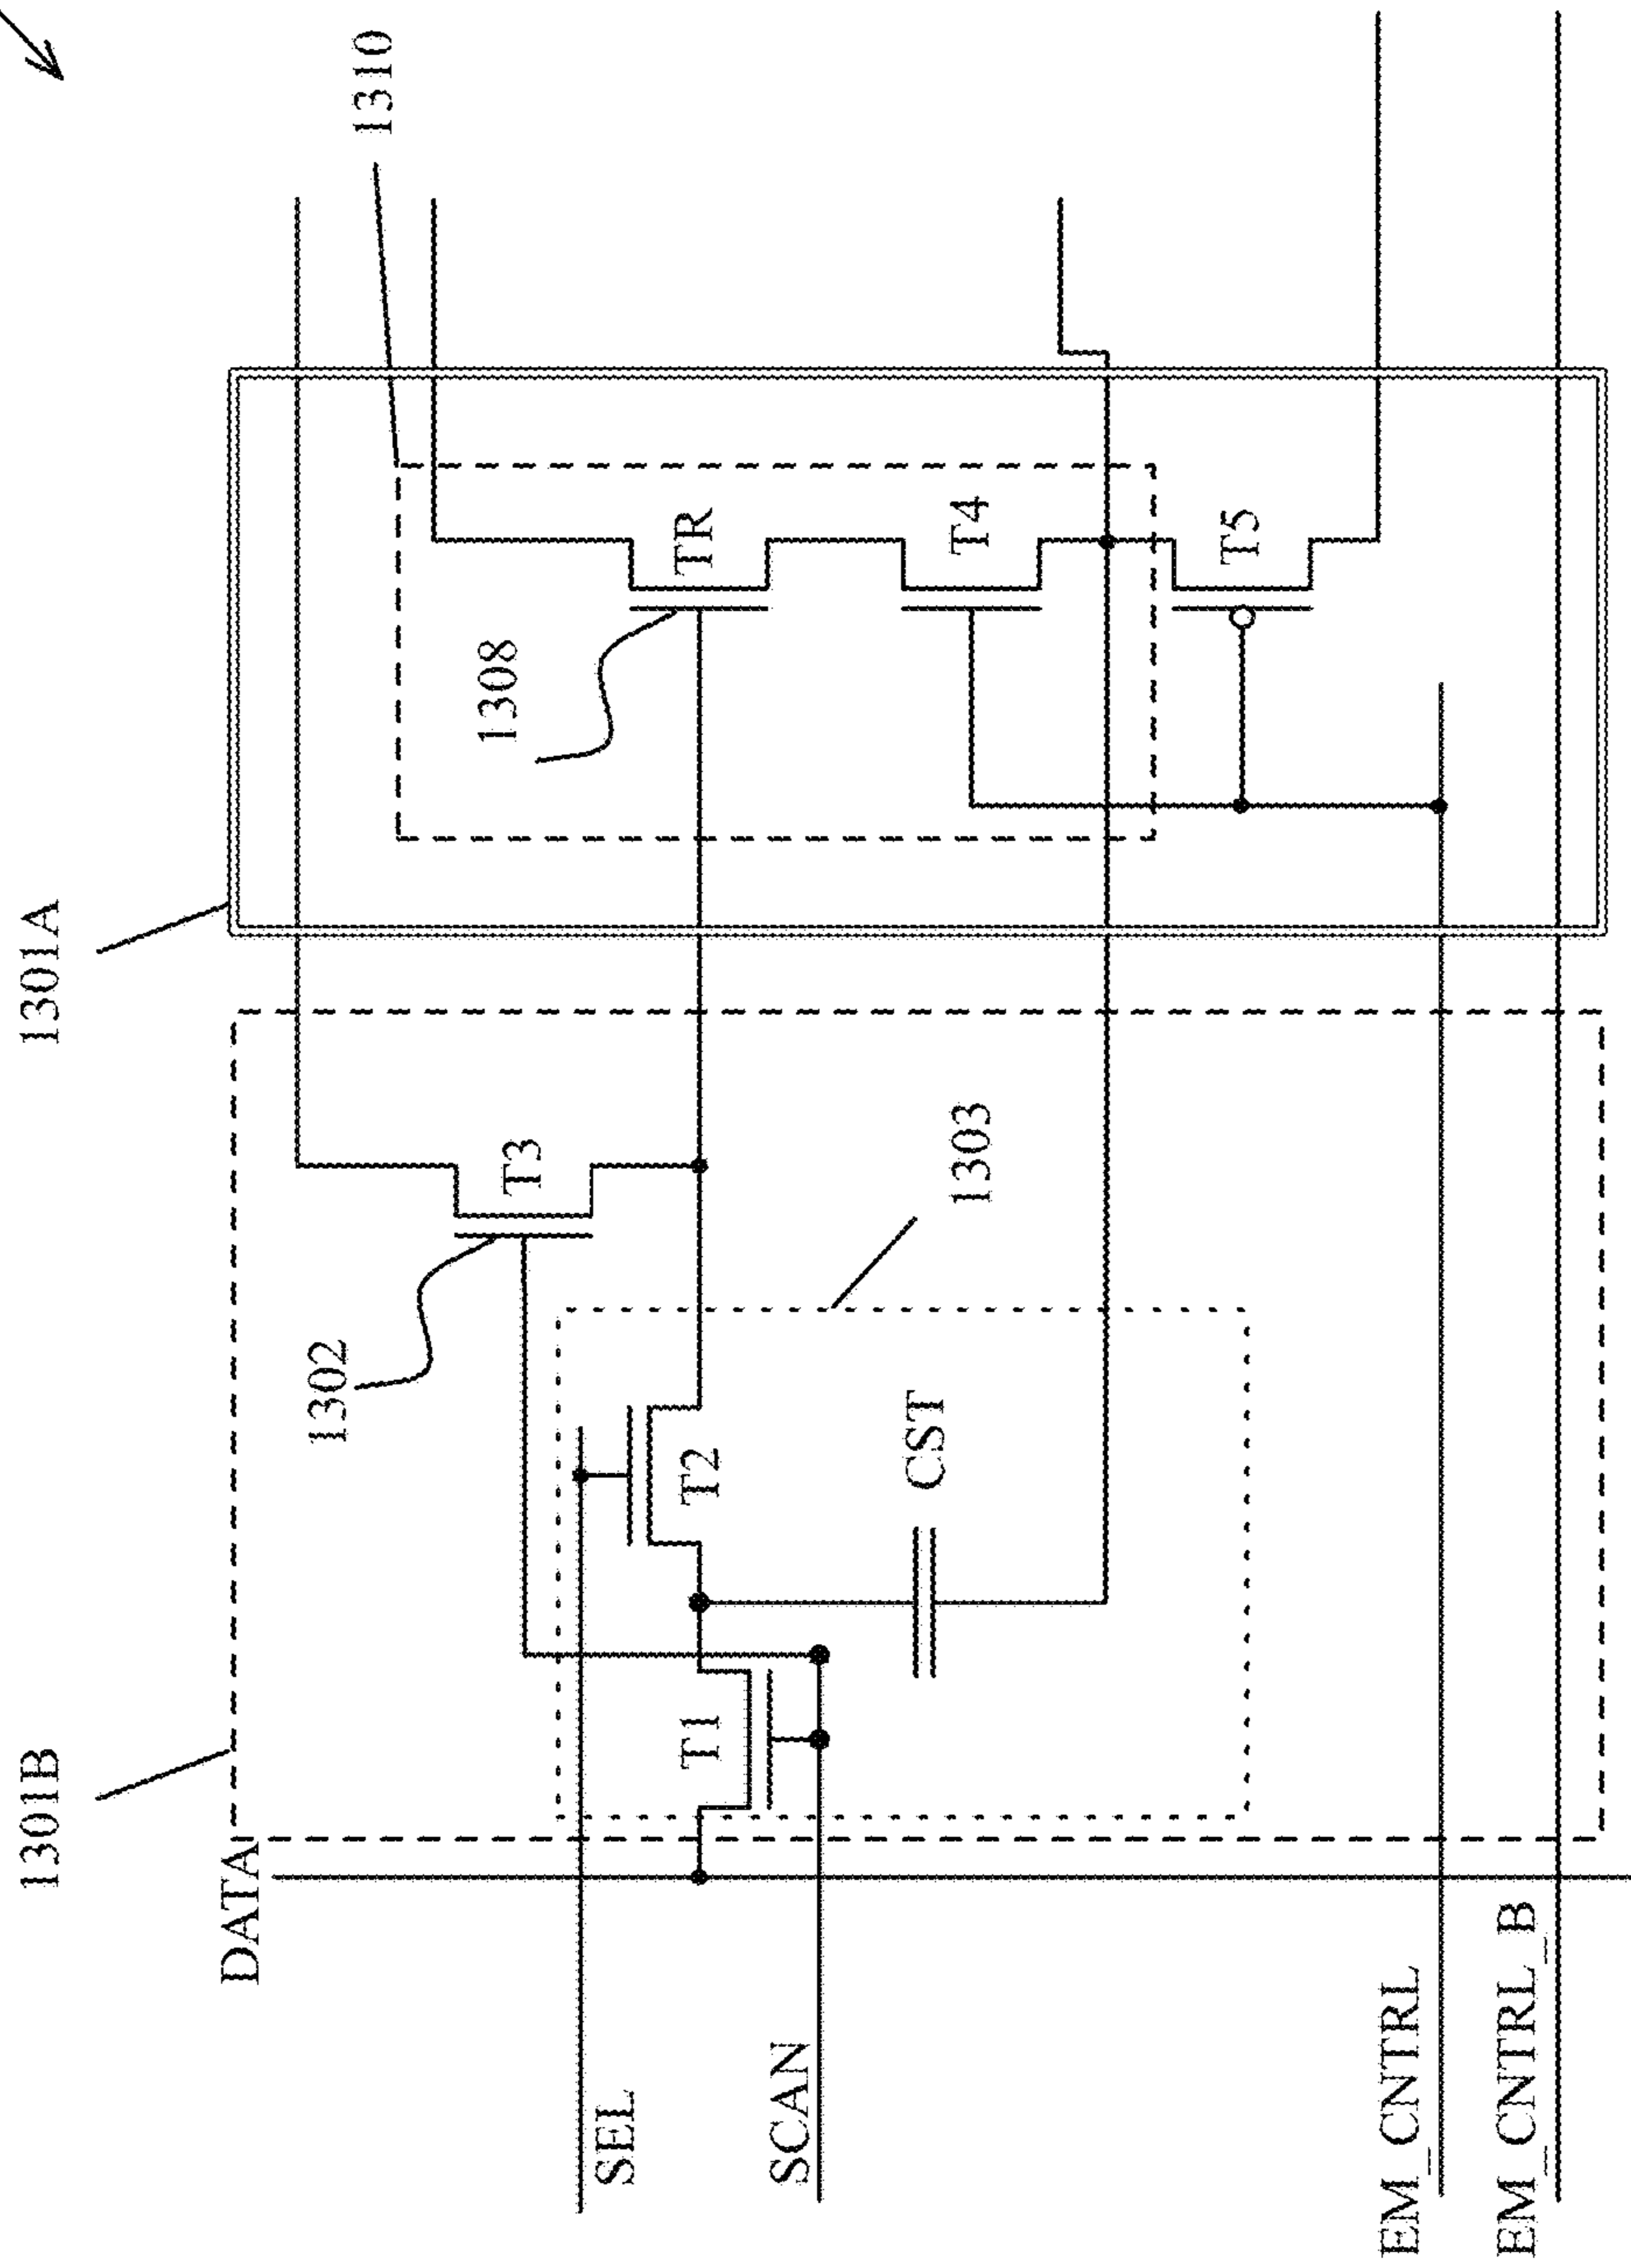 1301B
1301A
1310
DATA
1302
T3
1308
TR
SEL
T1
T2
SCAN
CST
1303
T4
T5
EM_CNTRL
EM_CNTRL_B